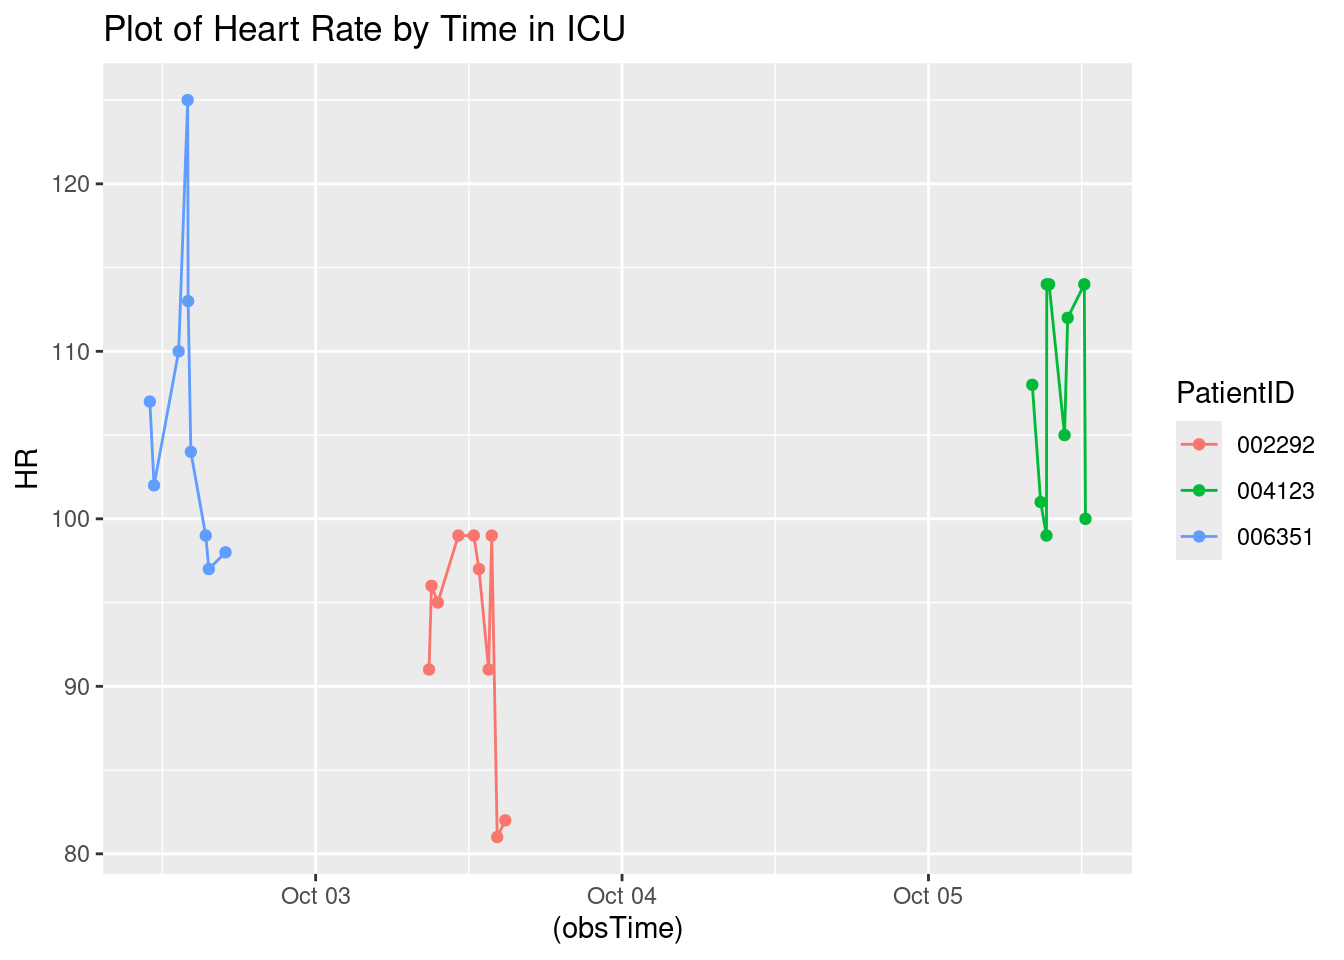 Plot of Heart Rate by Time in ICU
120
110
100
90
80
HR
Oct 03
Oct 04
Oct 05
(obsTime)
PatientID
002292
004123
006351